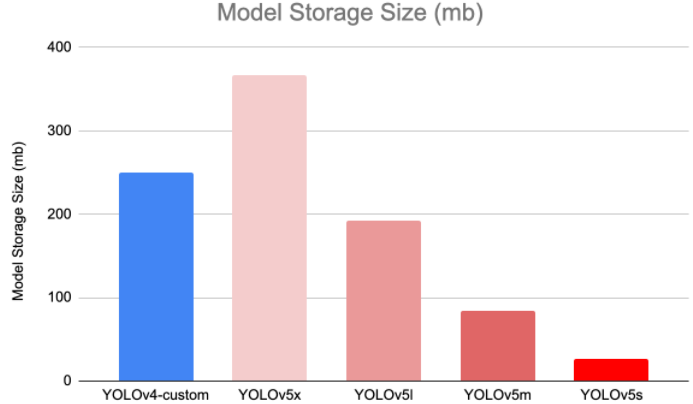 Model Storage Size (mb)
Model Storage Size (mb)
400
300
200
100
0
YOLOv4-custom YOLOv5x YOLOv5l YOLOv5m YOLOv5s